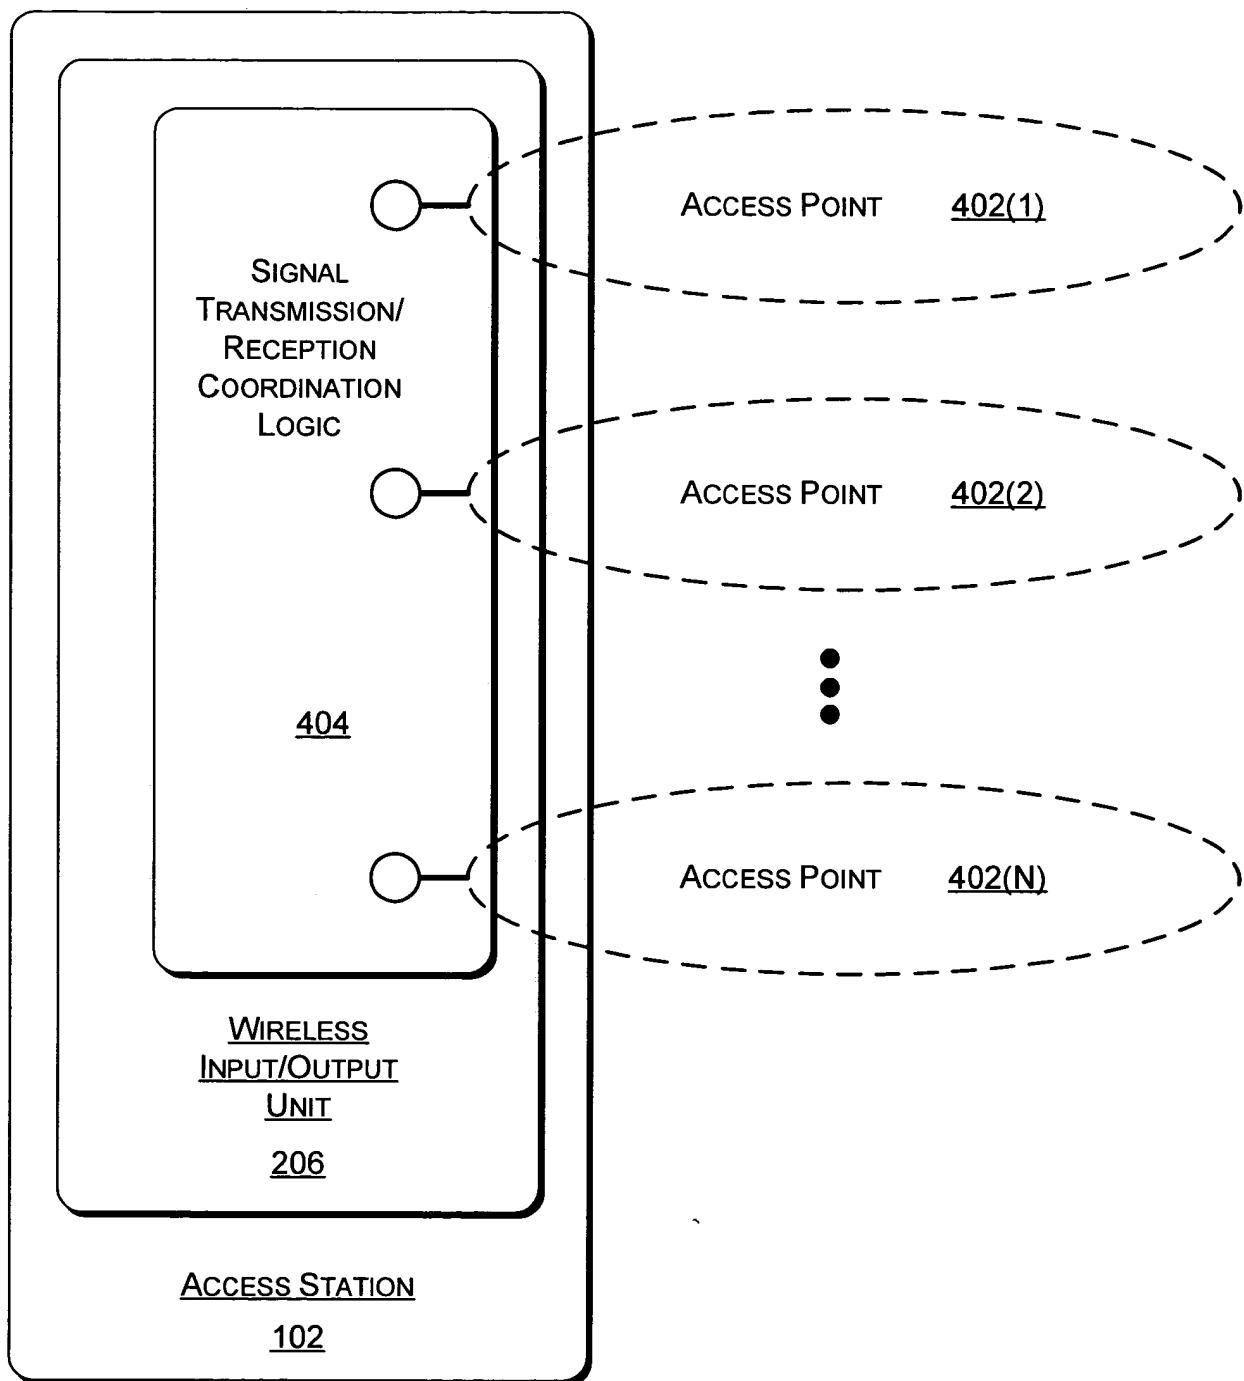 ACCESS POINT 402(1)
SIGNAL
TRANSMISSION/
RECEPTION
COORDINATION
LOGIC
ACCESS POINT 402(2)
404
ACCESS POINT 402(N)
WIRELESS
INPUT/OUTPUT
UNIT
206
ACCESS STATION
102